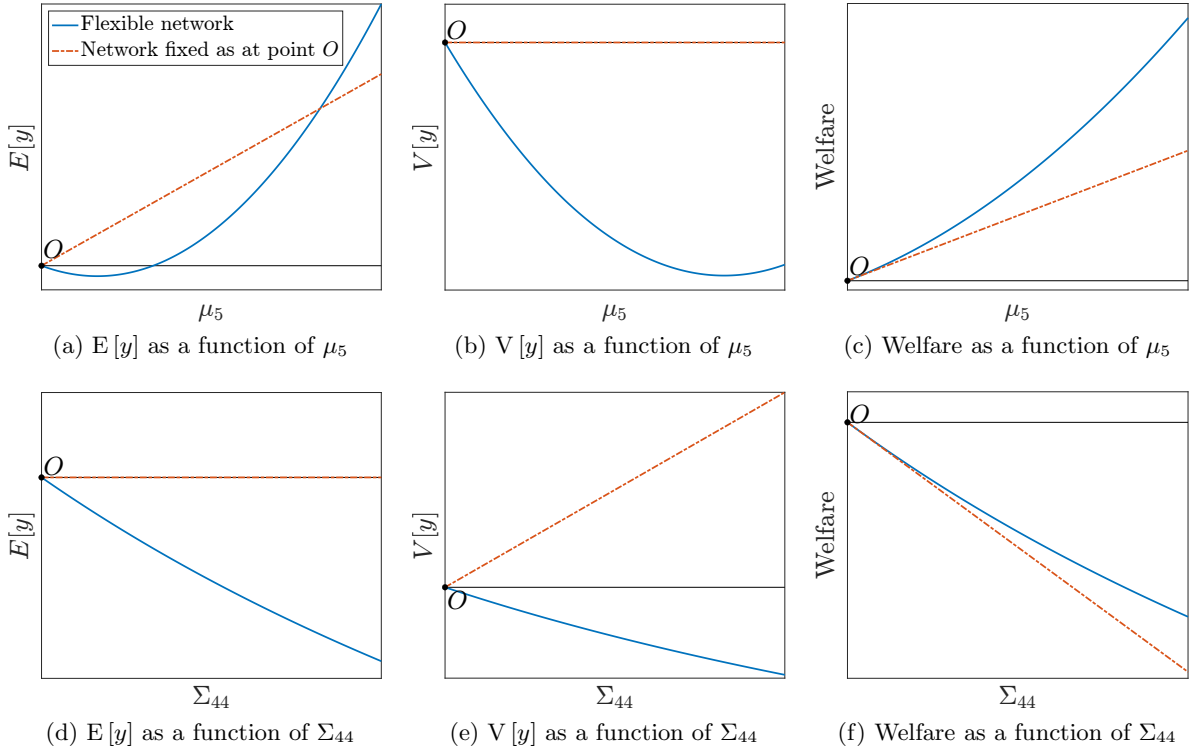 Flexible network
Network fixed as at point O
O
E[y]
μ₅
(a) E [y] as a function of μ₅
O
V[y]
μ₅
(b) V [y] as a function of μ₅
O
Welfare
μ₅
(c) Welfare as a function of μ₅
O
E[y]
Σ₄₄
(d) E [y] as a function of Σ₄₄
O
V[y]
Σ₄₄
(e) V [y] as a function of Σ₄₄
O
Welfare
Σ₄₄
(f) Welfare as a function of Σ₄₄